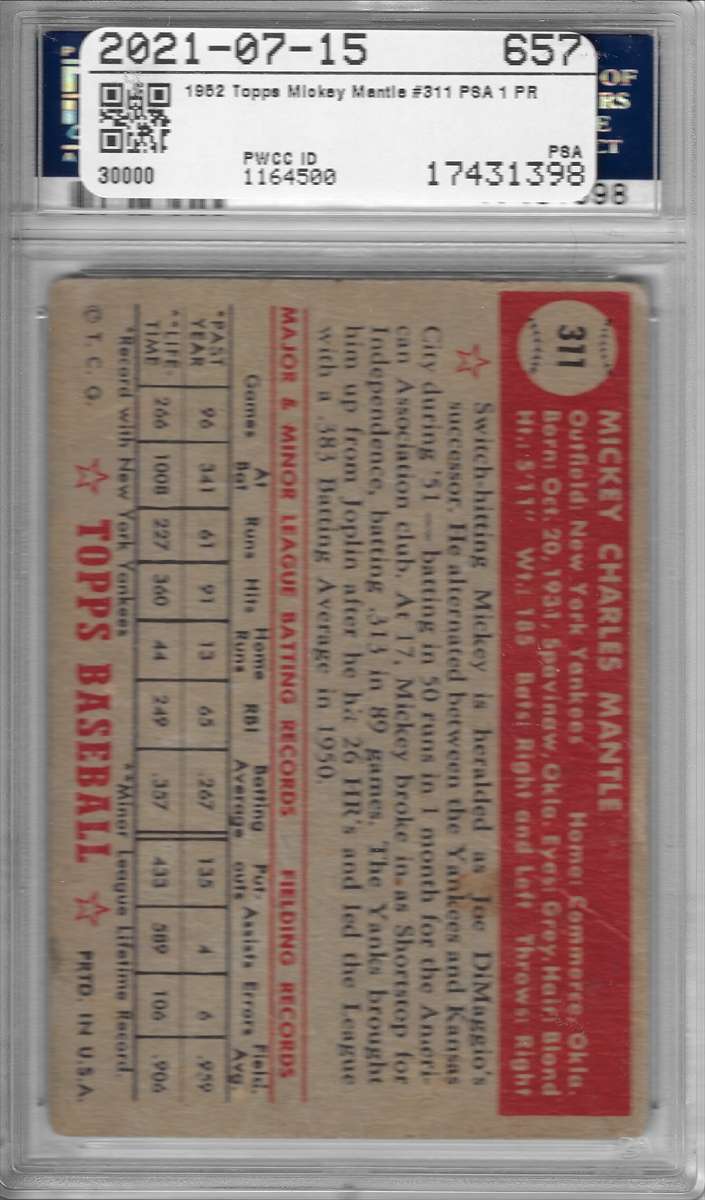 2021-07-15 657
1952 Topps Mickey Mantle #311 PSA 1 PR
30000
PWCC ID
1164500
PSA
17431398
OF
RS
E
CT
98
311
MICKEY CHARLES MANTLE
Outfield: New York Yankees Home: Commerce, Okla.
Born: Oct. 20, 1931, Spavinaw, Okla. Eyes: Grey Hair: Blond
Ht.: 5'11" Wt.: 185 Bats: Right and Left Throws: Right
Switch-hitting Mickey is heralded as Joe DiMaggio's
successor. He alternated between the Yankees and Kansas
City during '51 — batting in 50 runs in 1 month for the Ameri-
can Association club. At 17, Mickey broke in as Shortstop for
Independence, batting .313 in 89 games. The Yanks brought
him up from Joplin after he hit 26 HR's and led the League
with a .383 Batting Average in 1950.
MAJOR & MINOR LEAGUE BATTING RECORDS FIELDING RECORDS
Games At Bat Runs Hits Home Runs RBI Batting Average Put-outs Assists Errors Field. Avg.
*PAST YEAR 96 341 61 91 13 65 .267 135 4 6 .959
**LIFE-TIME 266 1008 227 360 44 249 .357 433 589 106 .906
*Record with New York Yankees **Minor League Lifetime Record.
© T. C. G. ☆ TOPPS BASEBALL ☆ PRTD. IN U.S.A.